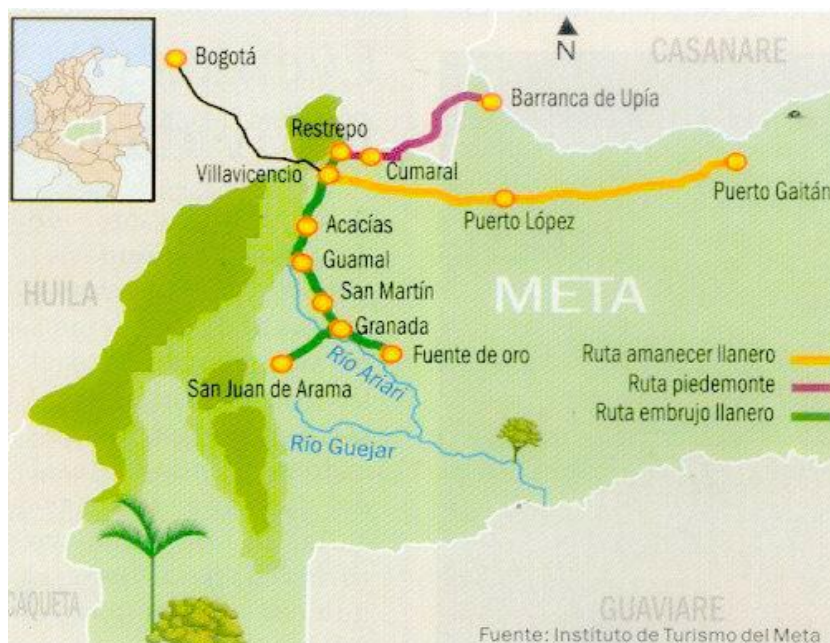 Bogotá
N
CASANARE
Barranca de Upía
Restrepo
Cumaral
Villavicencio
Puerto Gaitán
Puerto López
Acacías
Guamal
HUILA
San Martín
META
Granada
Fuente de oro
Ruta amanecer llanero
San Juan de Arama
Río Ariari
Ruta piedemonte
Ruta embrujo llanero
Río Guejar
CAQUETA
GUAVIARE
Fuente: Instituto de Turismo del Meta